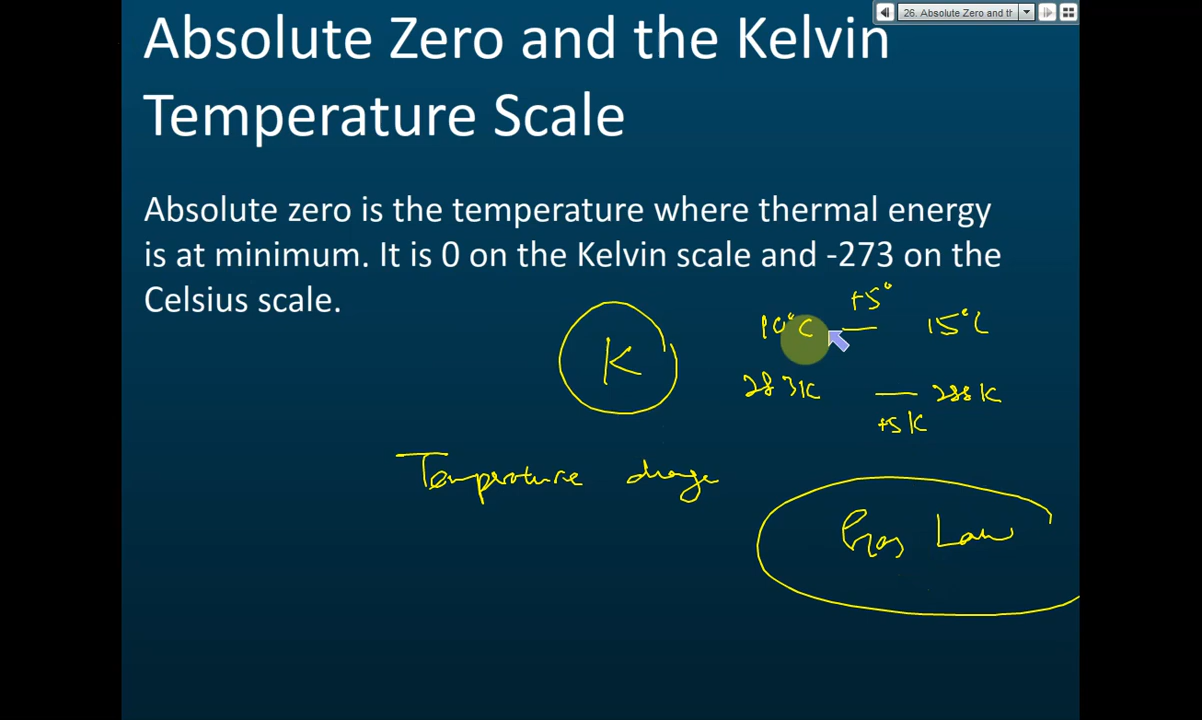 26. Absolute Zero and th
Absolute Zero and the Kelvin
Temperature Scale
Absolute zero is the temperature where thermal energy
is at minimum. It is 0 on the Kelvin scale and -273 on the
Celsius scale.
+5°
10°C — 15°C
K
283K — 288K
+5K
Temperature change
Gas Law